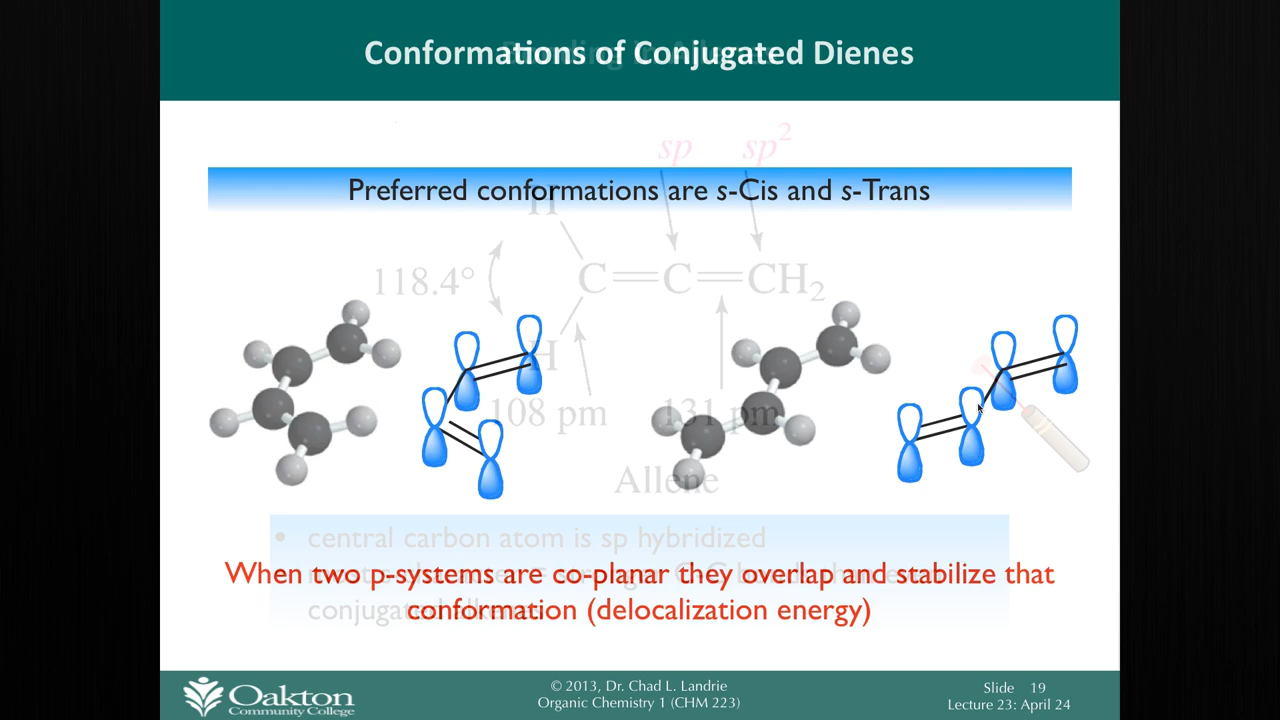 Conformations of Conjugated Dienes
sp sp²
Preferred conformations are s-Cis and s-Trans
H
118.4°
C=C=CH₂
H
108 pm 131 pm
Allene
• central carbon atom is sp hybridized
When two p-systems are co-planar they overlap and stabilize that
conformation (delocalization energy)
conjugated
Oakton
Community College
© 2013, Dr. Chad L. Landrie
Organic Chemistry 1 (CHM 223)
Slide 19
Lecture 23: April 24